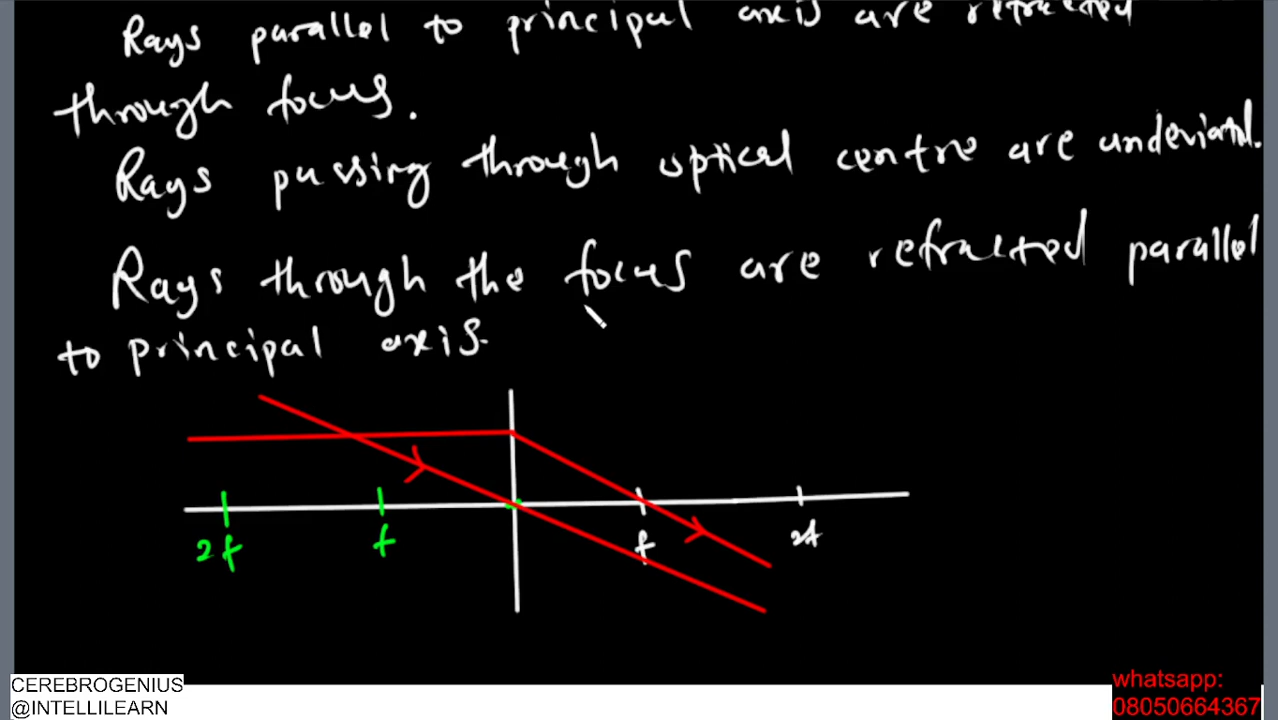 Rays parallel to principal axis are refracted
through focus.
Rays passing through optical centre are undeviated.
Rays through the focus are refracted parallel
to principal axis.
2f f f 2f
CEREBROGENIUS
@INTELLILEARN
whatsapp:
08050664367